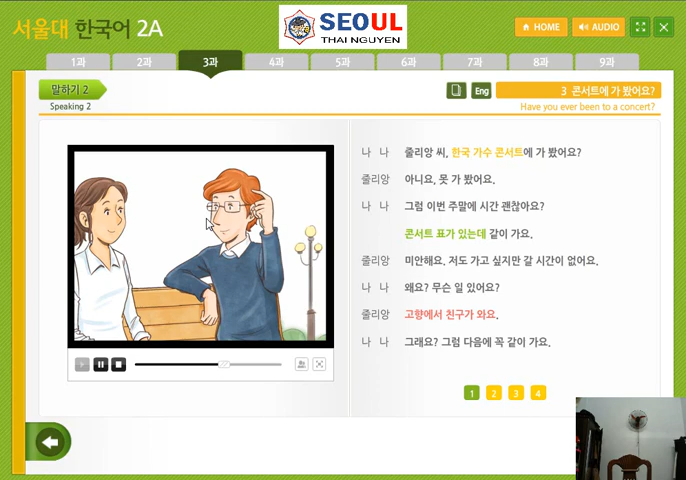 서울대 한국어 2A
SEOUL
THAI NGUYEN
HOME
AUDIO
1과
2과
3과
4과
5과
6과
7과
8과
9과
말하기 2
Speaking 2
Eng
3 콘서트에 가 봤어요?
Have you ever been to a concert?
나 나 줄리앙 씨, 한국 가수 콘서트에 가 봤어요?
줄리앙 아니요, 못 가 봤어요.
나 나 그럼 이번 주말에 시간 괜찮아요?
콘서트 표가 있는데 같이 가요.
줄리앙 미안해요. 저도 가고 싶지만 갈 시간이 없어요.
나 나 왜요? 무슨 일 있어요?
줄리앙 고향에서 친구가 와요.
나 나 그래요? 그럼 다음에 꼭 같이 가요.
1 2 3 4